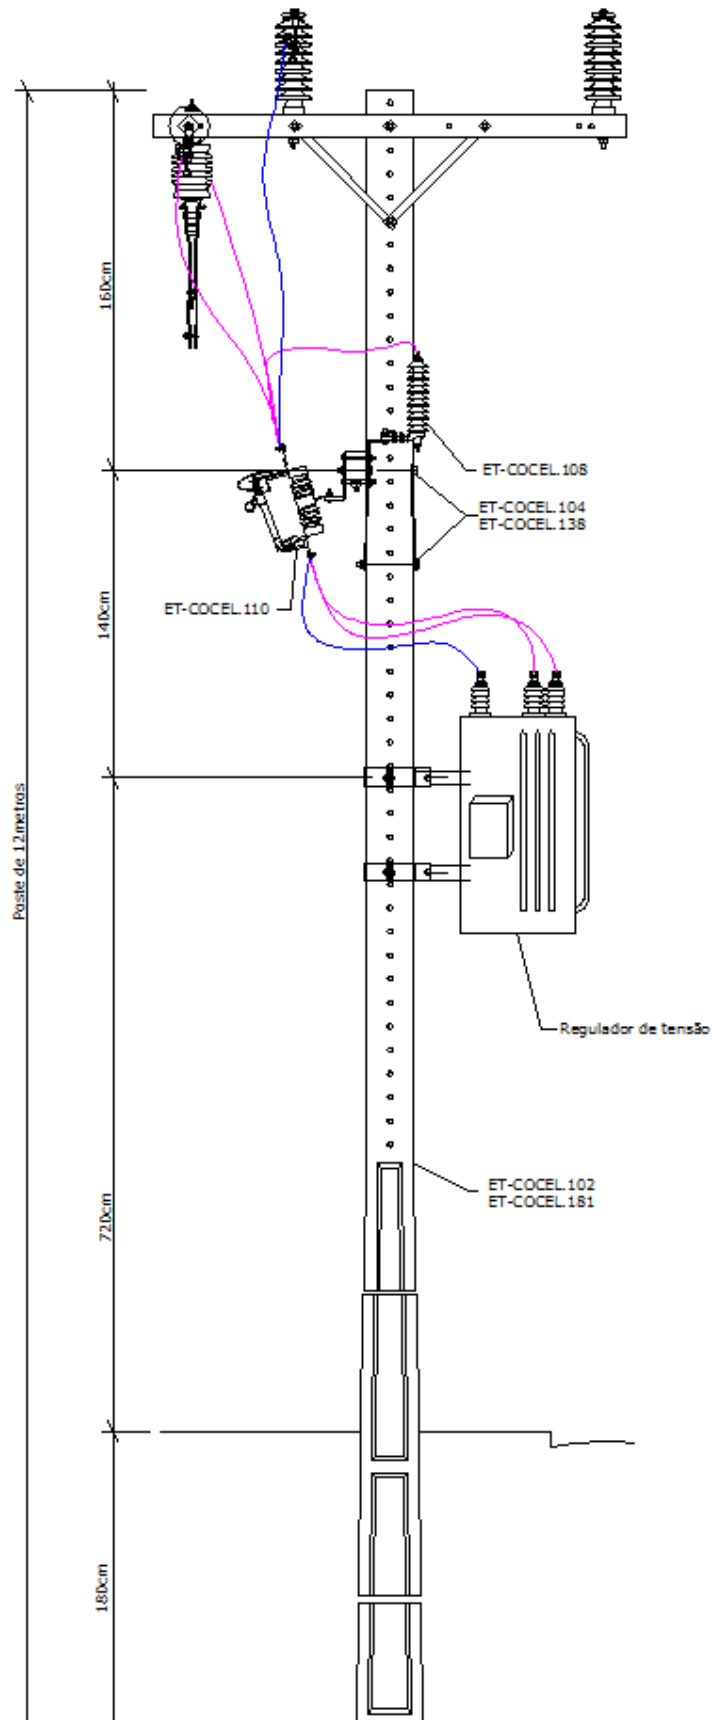 160cm
ET-COCEL.108
ET-COCEL.104
ET-COCEL.138
140cm
ET-COCEL.110
Poste de 12metros
Regulador de tensão
ET-COCEL.102
ET-COCEL.181
720cm
180cm